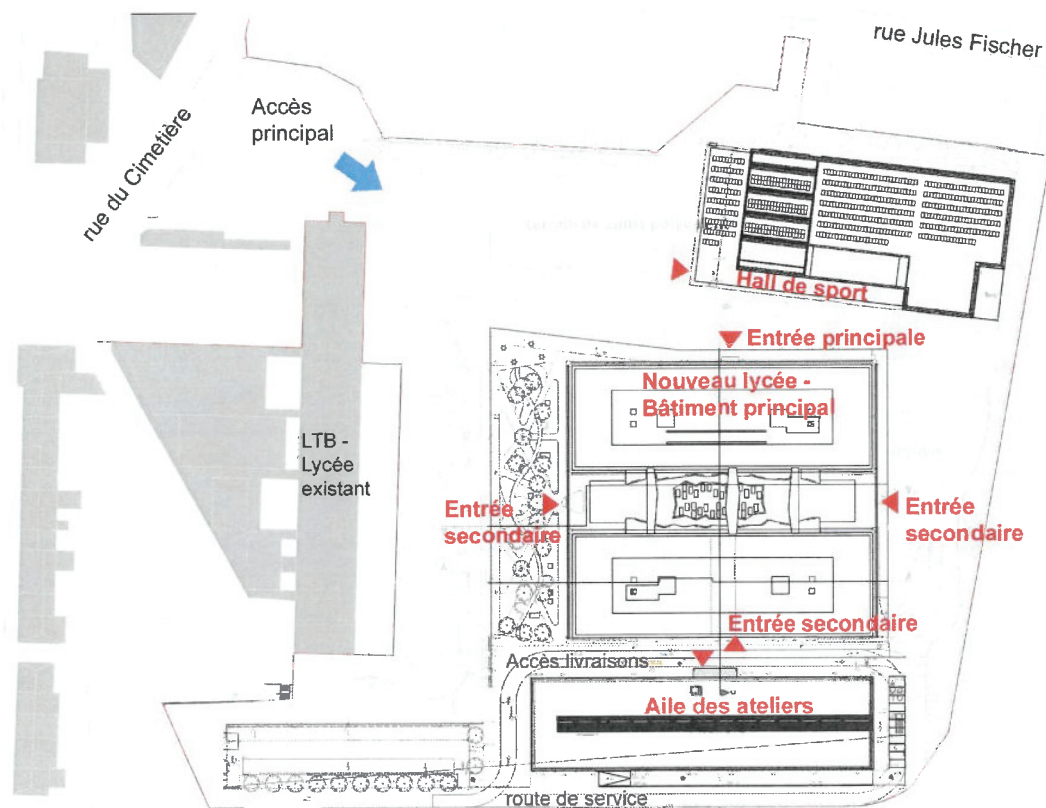 rue Jules Fischer
Accès
principal
rue du Cimetière
Hall de sport
Entrée principale
Nouveau lycée -
Bâtiment principal
LTB -
Lycée
existant
Entrée
secondaire
Entrée
secondaire
Entrée secondaire
Accès livraisons
Aile des ateliers
route de service